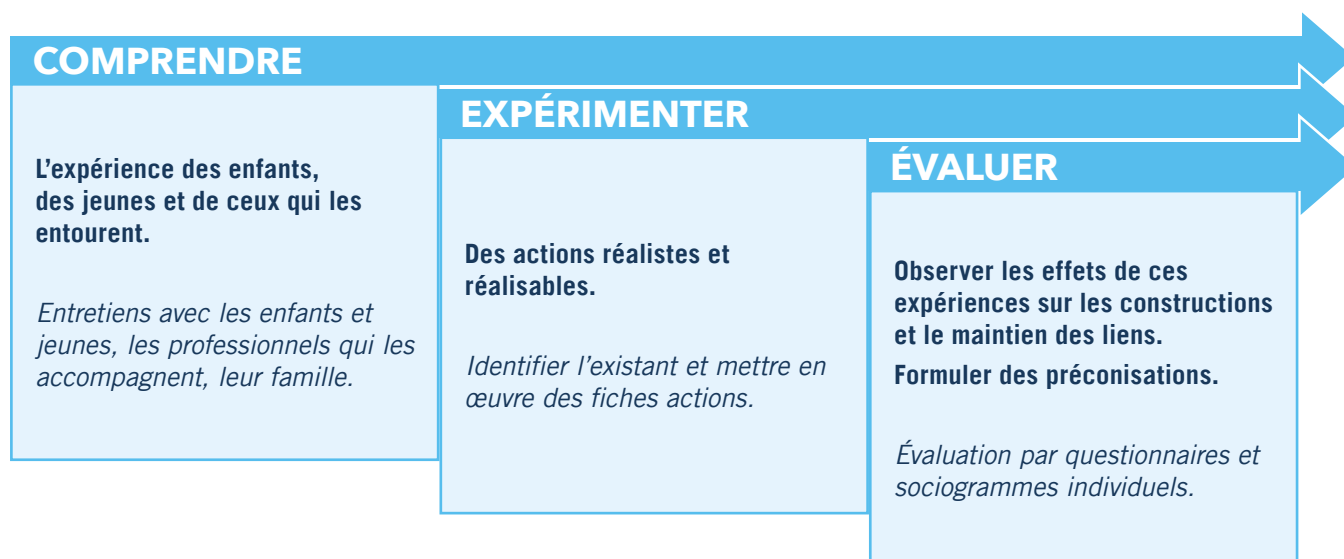 COMPRENDRE
L'expérience des enfants,
des jeunes et de ceux qui les
entourent.
Entretiens avec les enfants et
jeunes, les professionnels qui les
accompagnent, leur famille.
EXPÉRIMENTER
Des actions réalistes et
réalisables.
Identifier l'existant et mettre en
œuvre des fiches actions.
ÉVALUER
Observer les effets de ces
expériences sur les constructions
et le maintien des liens.
Formuler des préconisations.
Évaluation par questionnaires et
sociogrammes individuels.